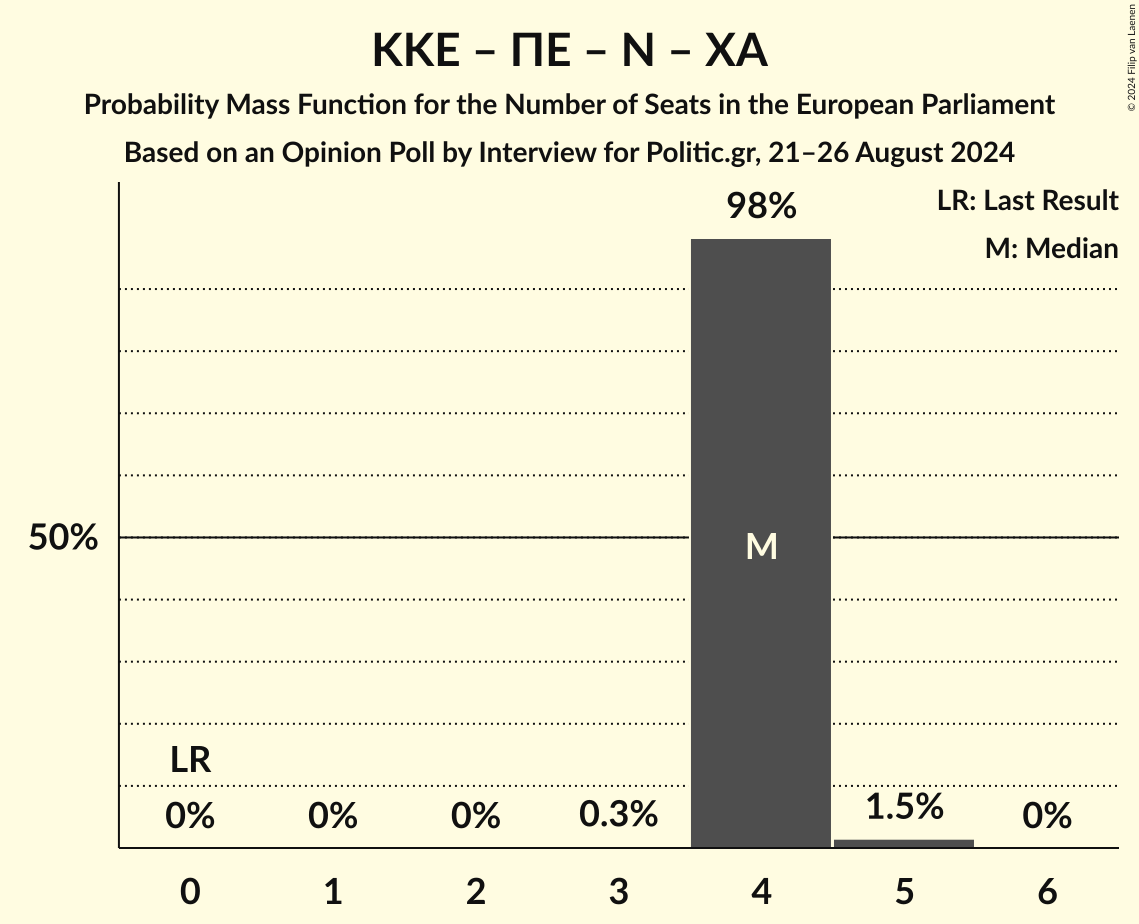 ΚΚΕ – ΠΕ – Ν – ΧΑ
Probability Mass Function for the Number of Seats in the European Parliament
Based on an Opinion Poll by Interview for Politic.gr, 21–26 August 2024
© 2024 Filip van Laenen
LR: Last Result
M: Median
98%
50%
M
LR
0%
0%
0%
0.3%
1.5%
0%
0
1
2
3
4
5
6